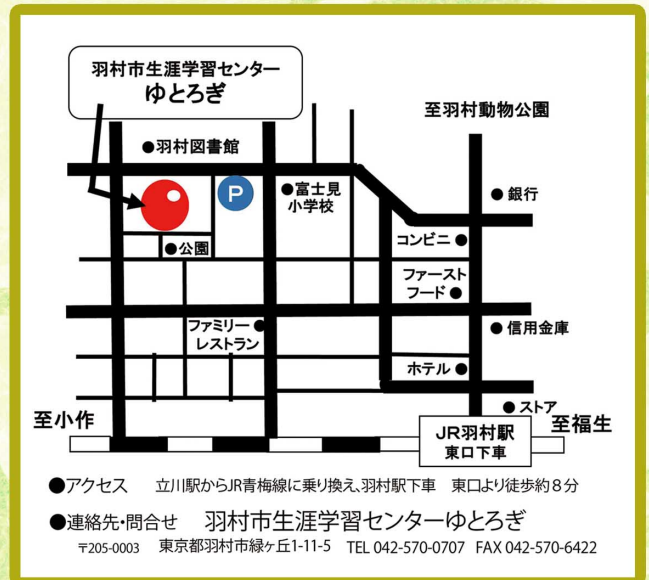 羽村市生涯学習センター
ゆとろぎ
至羽村動物公園
●羽村図書館
P
●富士見
小学校
●銀行
コンビニ●
●公園
ファースト
フード●
ファミリー●
レストラン
●信用金庫
ホテル●
●ストア
至小作
JR羽村駅
東口下車
至福生
●アクセス 立川駅からJR青梅線に乗り換え、羽村駅下車 東口より徒歩約8分
●連絡先・問合せ 羽村市生涯学習センターゆとろぎ
〒205-0003 東京都羽村市緑ヶ丘1-11-5 TEL 042-570-0707 FAX 042-570-6422